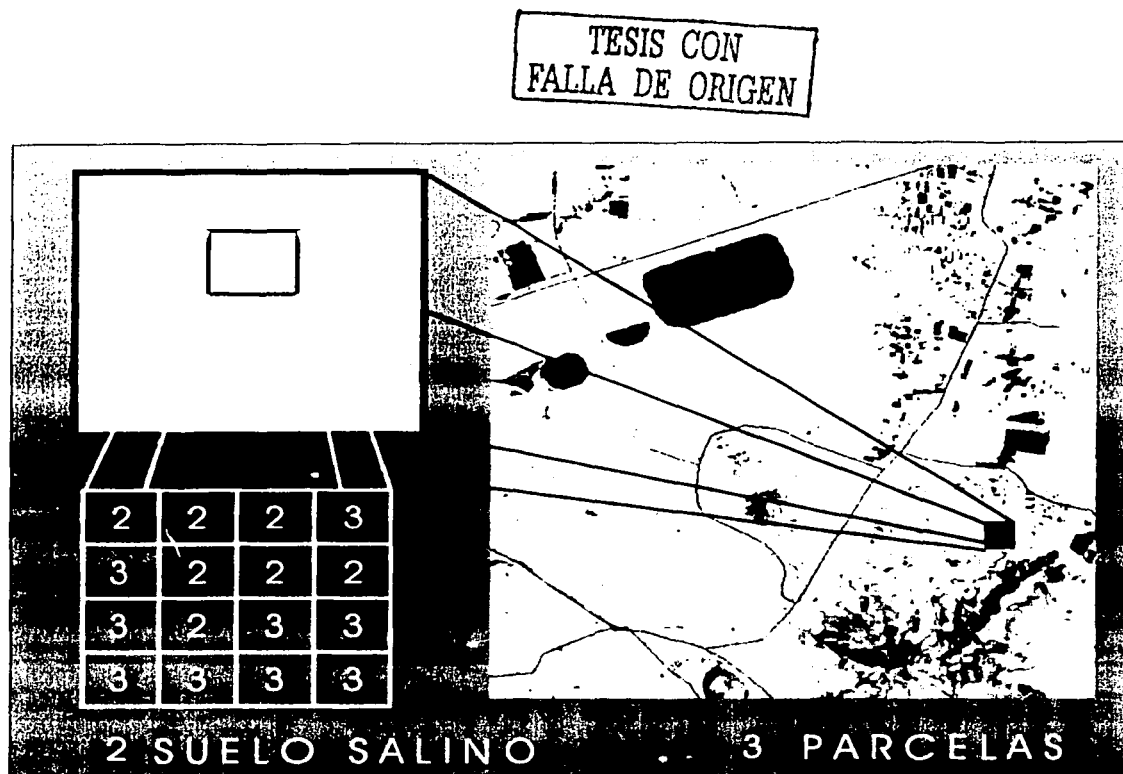 TESIS CON
FALLA DE ORIGEN
2 2 2 3
3 2 2 2
3 2 3 3
3 3 3 3
2 SUELO SALINO 3 PARCELAS